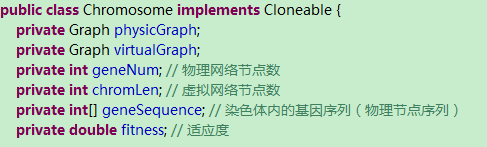 public class Chromosome implements Cloneable {
private Graph physicGraph;
private Graph virtualGraph;
private int geneNum; // 物理网络节点数
private int chromLen; // 虚拟网络节点数
private int[] geneSequence; // 染色体内的基因序列（物理节点序列）
private double fitness; // 适应度